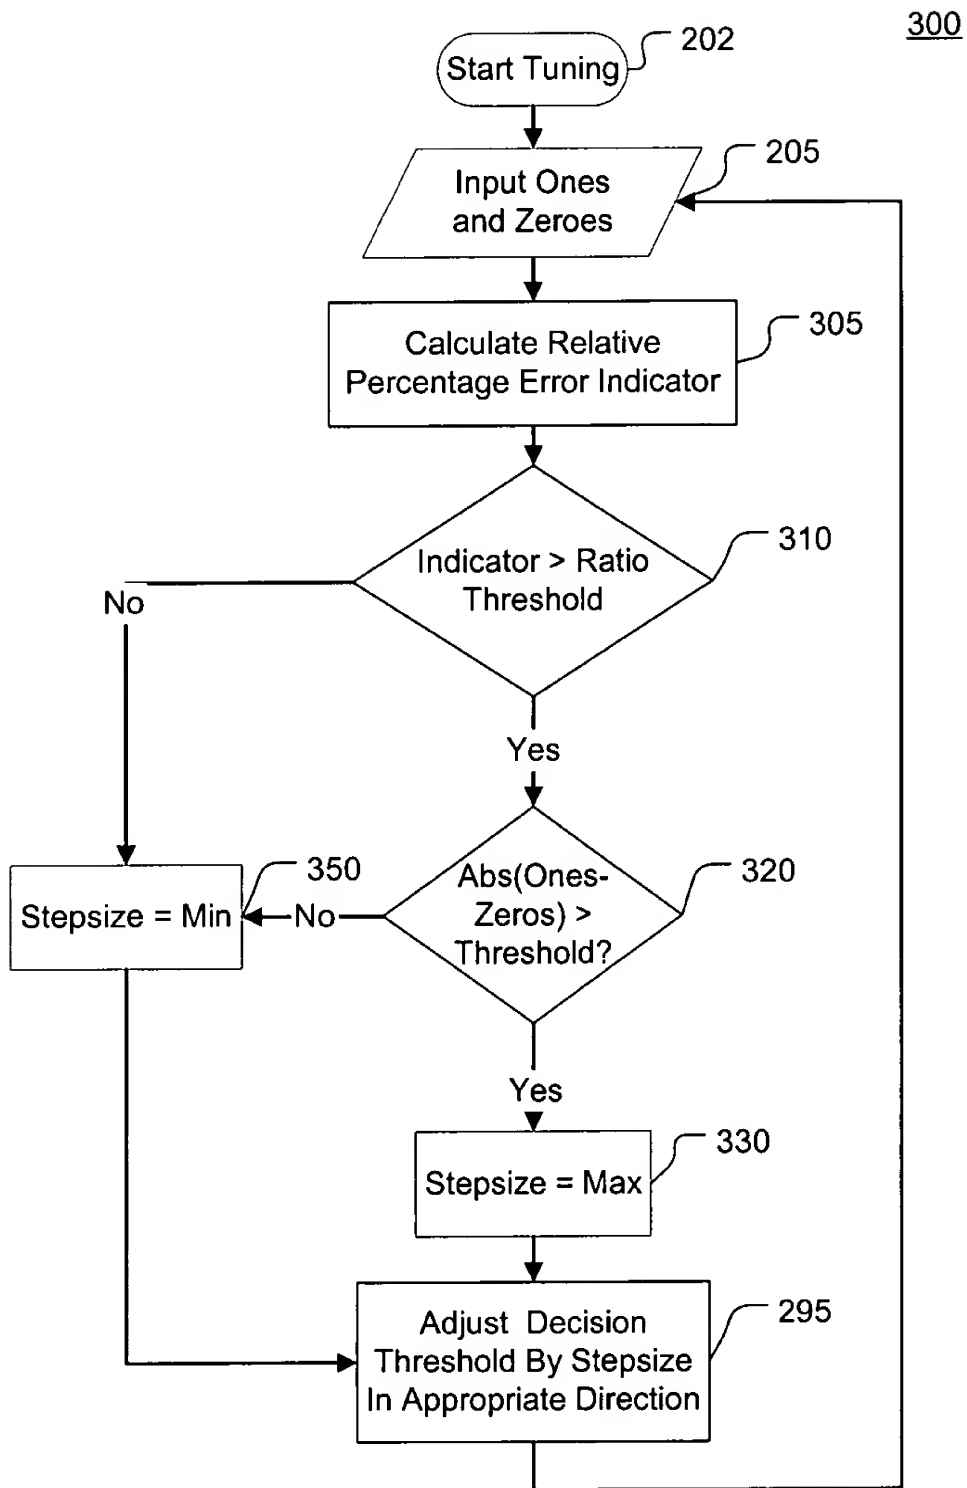 300
202
Start Tuning
205
Input Ones
and Zeroes
305
Calculate Relative
Percentage Error Indicator
310
Indicator > Ratio
Threshold
No
Yes
320
Abs(Ones-
Zeros) >
Threshold?
350
Stepsize = Min
No
Yes
330
Stepsize = Max
295
Adjust Decision
Threshold By Stepsize
In Appropriate Direction